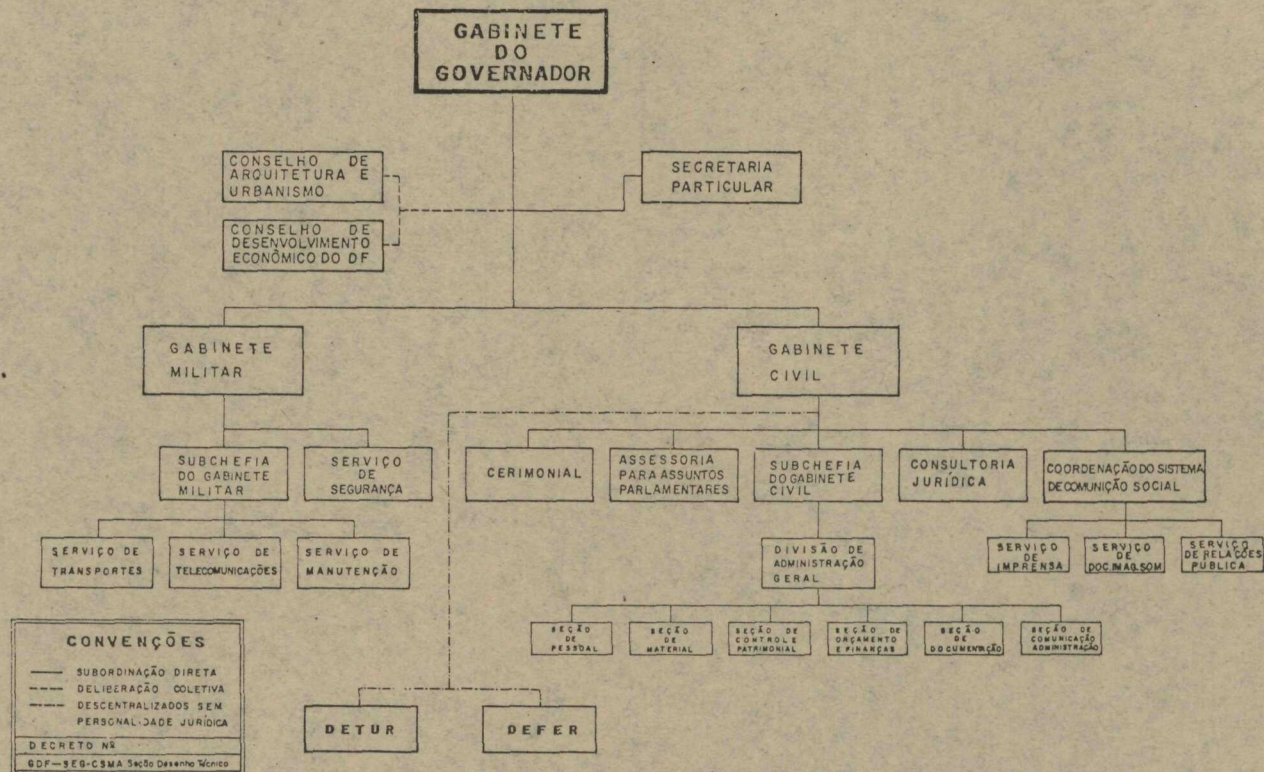 GABINETE
DO
GOVERNADOR
CONSELHO DE
ARQUITETURA E
URBANISMO
SECRETARIA
PARTICULAR
CONSELHO DE
DESENVOLVIMENTO
ECONÔMICO DO DF
GABINETE
MILITAR
GABINETE
CIVIL
SUBCHEFIA
DO GABINETE
MILITAR
SERVIÇO
DE
SEGURANÇA
CERIMONIAL
ASSESSORIA
PARA ASSUNTOS
PARLAMENTARES
SUBCHEFIA
DO GABINETE
CIVIL
CONSULTORIA
JURÍDICA
COORDENAÇÃO DO SISTEMA
DE COMUNIÇÃO SOCIAL
SERVIÇO DE
TRANSPORTES
SERVIÇO DE
TELECOMUNICAÇÕES
SERVIÇO DE
MANUTENÇÃO
DIVISÃO DE
ADMINISTRAÇÃO
GERAL
SERVIÇO
DE
IMPRENSA
SERVIÇO
DE
DOC.IMAG.SOM
SERVIÇO
DE RELAÇÕES
PÚBLICA
SEÇÃO
DE
PESSOAL
SEÇÃO
DE
MATERIAL
SEÇÃO DE
CONTROLE
PATRIMONIAL
SEÇÃO DE
ORÇAMENTO
E FINANÇAS
SEÇÃO
DE
DOCUMENTAÇÃO
SEÇÃO DE
COMUNICAÇÃO
ADMINISTRAÇÃO
CONVENÇÕES
SUBORDINAÇÃO DIRETA
DELIBERAÇÃO COLETIVA
DESCENTRALIZADOS SEM
PERSONALIDADE JURÍDICA
DECRETO Nº
GDF-SEG-CSMA Seção Desenho Técnico
DETUR
DEFER